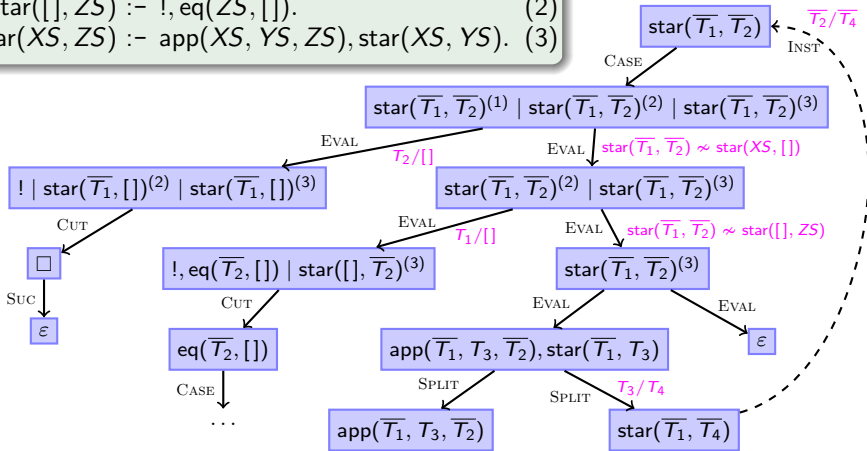 tar([], ZS) :- !, eq(ZS, []). (2)
ar(XS, ZS) :- app(XS, YS, ZS), star(XS, YS). (3)
star(T̅₁, T̅₂)
T̅₂/T̅₄
CASE
INST
star(T̅₁, T̅₂)⁽¹⁾ | star(T̅₁, T̅₂)⁽²⁾ | star(T̅₁, T̅₂)⁽³⁾
EVAL
T₂/[]
EVAL
star(T̅₁, T̅₂) ≁ star(XS, [])
! | star(T̅₁, [])⁽²⁾ | star(T̅₁, [])⁽³⁾
star(T̅₁, T̅₂)⁽²⁾ | star(T̅₁, T̅₂)⁽³⁾
CUT
EVAL
T₁/[]
EVAL
star(T̅₁, T̅₂) ≁ star([], ZS)
□
!, eq(T̅₂, []) | star([], T̅₂)⁽³⁾
star(T̅₁, T̅₂)⁽³⁾
SUC
CUT
EVAL
EVAL
ε
eq(T̅₂, [])
app(T̅₁, T₃, T̅₂), star(T̅₁, T₃)
ε
CASE
SPLIT
SPLIT
T₃/T₄
...
app(T̅₁, T₃, T̅₂)
star(T̅₁, T̅₄)